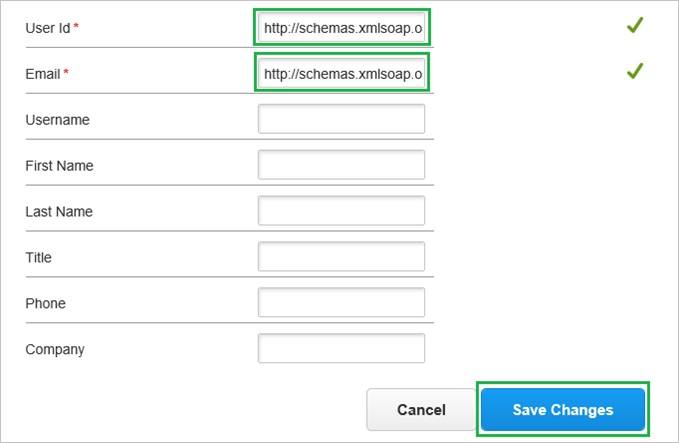 User Id * http://schemas.xmlsoap.o
Email * http://schemas.xmlsoap.o
Username
First Name
Last Name
Title
Phone
Company
Cancel Save Changes